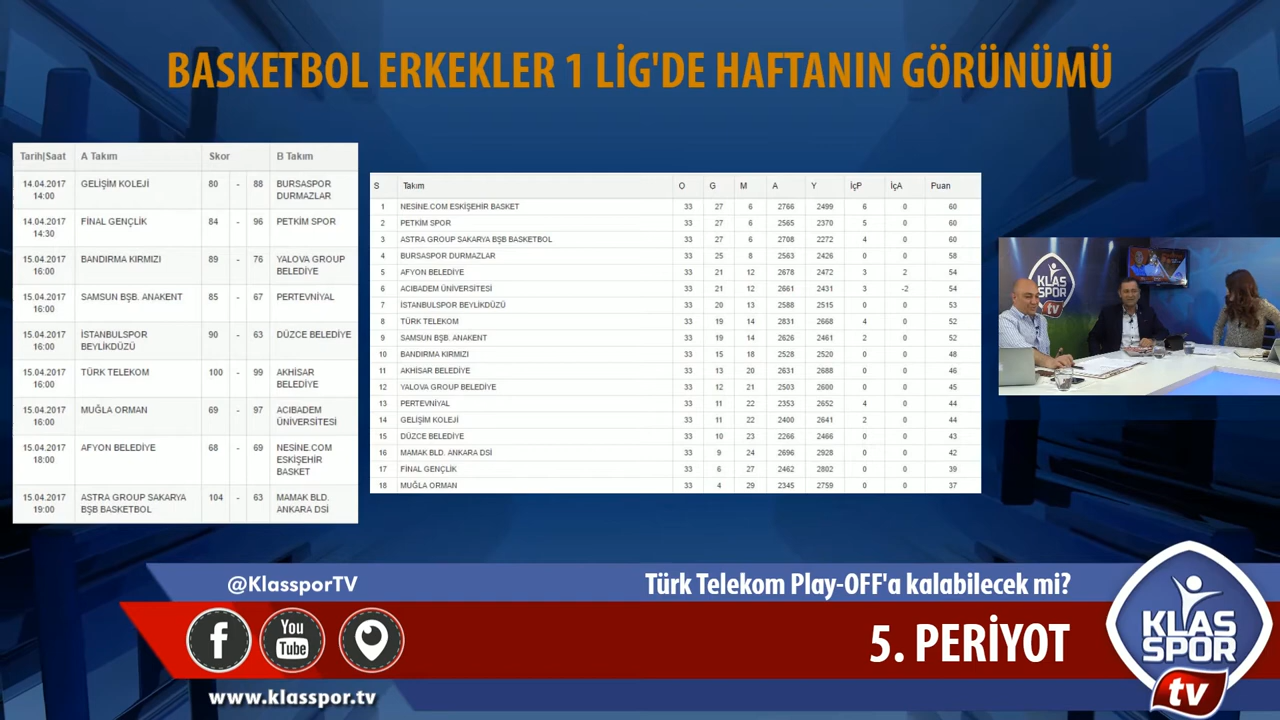 BASKETBOL ERKEKLER 1 LİG'DE HAFTANIN GÖRÜNÜMÜ
Tarih|Saat A Takım Skor B Takım
14.04.2017 GELİŞİM KOLEJİ 80 - 88 BURSASPOR
14:00 DURMAZLAR
14.04.2017 FİNAL GENÇLİK 84 - 96 PETKİM SPOR
14:30
15.04.2017 BANDIRMA KIRMIZI 89 - 76 YALOVA GROUP
16:00 BELEDİYE
15.04.2017 SAMSUN BŞB. ANAKENT 85 - 67 PERTEVNİYAL
16:00
15.04.2017 İSTANBULSPOR 90 - 63 DÜZCE BELEDİYE
16:00 BEYLİKDÜZÜ
15.04.2017 TÜRK TELEKOM 100 - 99 AKHİSAR
16:00 BELEDİYE
15.04.2017 MUĞLA ORMAN 69 - 97 ACIBADEM
16:00 ÜNİVERSİTESİ
15.04.2017 AFYON BELEDİYE 68 - 69 NESİNE.COM
18:00 ESKİŞEHİR
BASKET
15.04.2017 ASTRA GROUP SAKARYA 104 - 63 MAMAK BLD.
19:00 BŞB BASKETBOL ANKARA DSİ
S Takım O G M A Y İçP İçA Puan
1 NESINE.COM ESKİŞEHİR BASKET 33 27 6 2766 2499 6 0 60
2 PETKİM SPOR 33 27 6 2565 2370 5 0 60
3 ASTRA GROUP SAKARYA BŞB BASKETBOL 33 27 6 2708 2272 4 0 60
4 BURSASPOR DURMAZLAR 33 25 8 2563 2426 0 0 58
5 AFYON BELEDİYE 33 21 12 2678 2472 3 2 54
6 ACIBADEM ÜNİVERSİTESİ 33 21 12 2661 2431 3 -2 54
7 İSTANBULSPOR BEYLİKDÜZÜ 33 20 13 2588 2515 0 0 53
8 TÜRK TELEKOM 33 19 14 2831 2668 4 0 52
9 SAMSUN BŞB. ANAKENT 33 19 14 2626 2461 2 0 52
10 BANDIRMA KIRMIZI 33 15 18 2528 2520 0 0 48
11 AKHİSAR BELEDİYE 33 13 20 2631 2688 0 0 46
12 YALOVA GROUP BELEDİYE 33 12 21 2503 2600 0 0 45
13 PERTEVNİYAL 33 11 22 2353 2652 4 0 44
14 GELİŞİM KOLEJİ 33 11 22 2400 2641 2 0 44
15 DÜZCE BELEDİYE 33 10 23 2266 2466 0 0 43
16 MAMAK BLD. ANKARA DSİ 33 9 24 2696 2928 0 0 42
17 FİNAL GENÇLİK 33 6 27 2462 2802 0 0 39
18 MUĞLA ORMAN 33 4 29 2345 2759 0 0 37
KLAS
SPOR
tv
@KlassporTV
Türk Telekom Play-OFF'a kalabilecek mi?
You
Tube
5. PERİYOT
www.klasspor.tv
KLAS
SPOR
tv